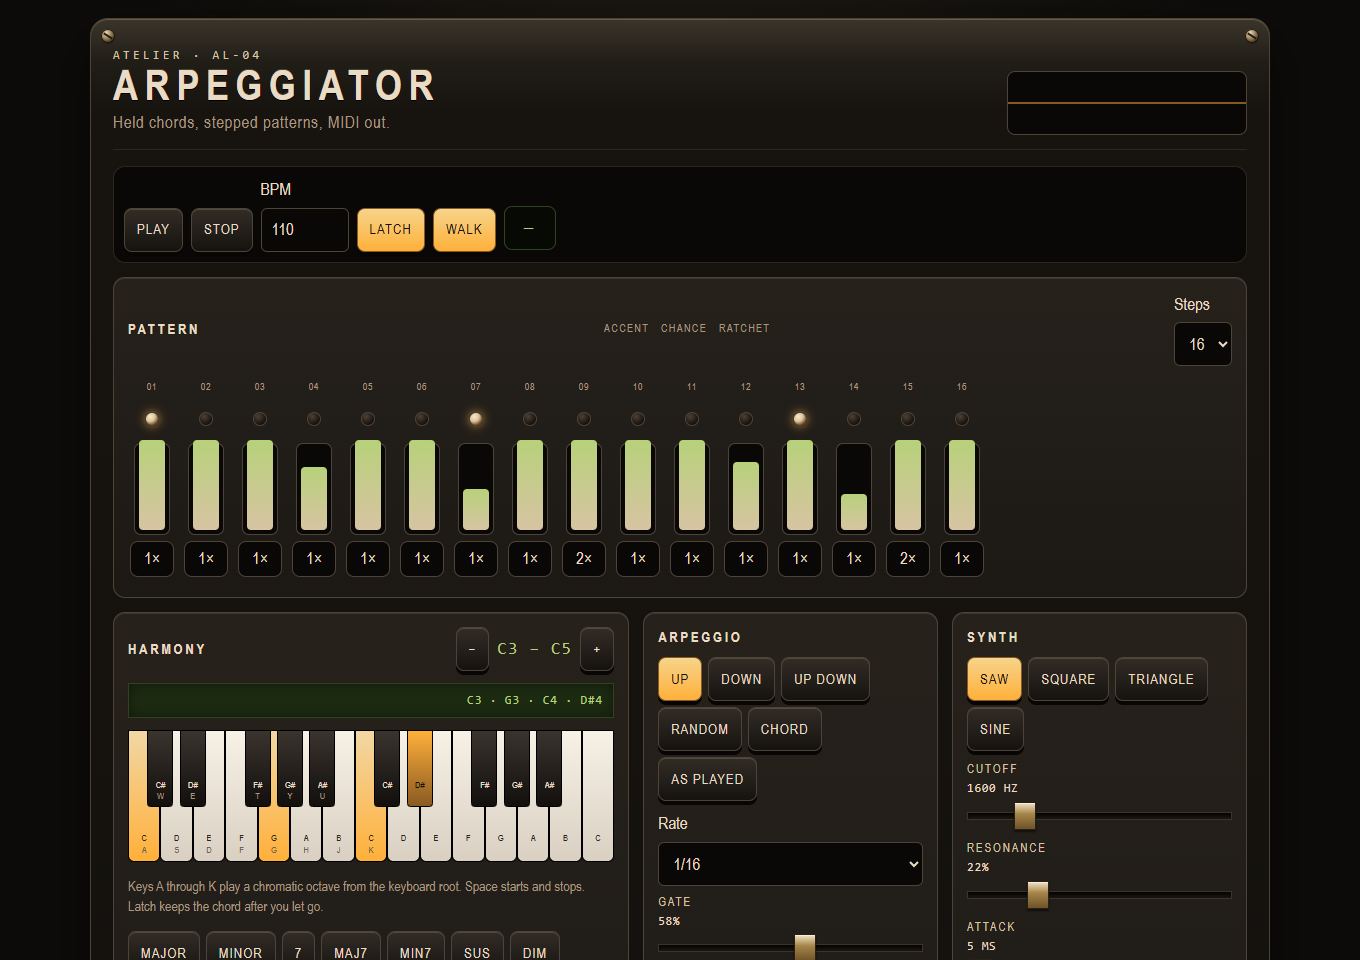 ATELIER · AL-04
ARPEGGIATOR
Held chords, stepped patterns, MIDI out.
BPM
PLAY STOP 110 LATCH WALK —
PATTERN ACCENT CHANCE RATCHET Steps
16
01 02 03 04 05 06 07 08 09 10 11 12 13 14 15 16
1× 1× 1× 1× 1× 1× 1× 1× 2× 1× 1× 1× 1× 1× 2× 1×
HARMONY − C3 – C5 +
C3 · G3 · C4 · D#4
C# D# F# G# A# C# D# F# G# A#
W E T Y U
C D E F G A B C D E F G A B C
A S D F G H J K
Keys A through K play a chromatic octave from the keyboard root. Space starts and stops.
Latch keeps the chord after you let go.
MAJOR MINOR 7 MAJ7 MIN7 SUS DIM
ARPEGGIO
UP DOWN UP DOWN
RANDOM CHORD
AS PLAYED
Rate
1/16
GATE
58%
SYNTH
SAW SQUARE TRIANGLE
SINE
CUTOFF
1600 HZ
RESONANCE
22%
ATTACK
5 MS